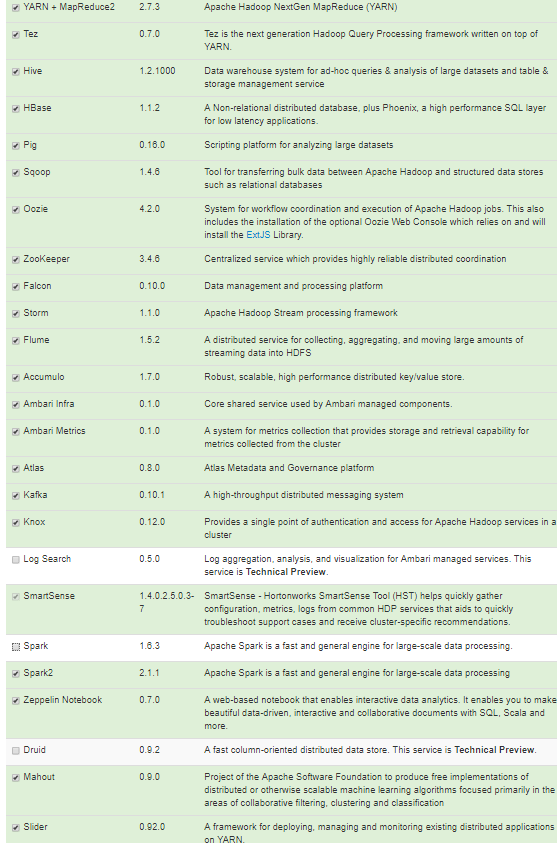 YARN + MapReduce2 2.7.3 Apache Hadoop NextGen MapReduce (YARN)
Tez 0.7.0 Tez is the next generation Hadoop Query Processing framework written on top of
YARN.
Hive 1.2.1000 Data warehouse system for ad-hoc queries & analysis of large datasets and table &
storage management service
HBase 1.1.2 A Non-relational distributed database, plus Phoenix, a high performance SQL layer
for low latency applications.
Pig 0.16.0 Scripting platform for analyzing large datasets
Sqoop 1.4.6 Tool for transferring bulk data between Apache Hadoop and structured data stores
such as relational databases
Oozie 4.2.0 System for workflow coordination and execution of Apache Hadoop jobs. This also
includes the installation of the optional Oozie Web Console which relies on and will
install the ExtJS Library.
ZooKeeper 3.4.6 Centralized service which provides highly reliable distributed coordination
Falcon 0.10.0 Data management and processing platform
Storm 1.1.0 Apache Hadoop Stream processing framework
Flume 1.5.2 A distributed service for collecting, aggregating, and moving large amounts of
streaming data into HDFS
Accumulo 1.7.0 Robust, scalable, high performance distributed key/value store.
Ambari Infra 0.1.0 Core shared service used by Ambari managed components.
Ambari Metrics 0.1.0 A system for metrics collection that provides storage and retrieval capability for
metrics collected from the cluster
Atlas 0.8.0 Atlas Metadata and Governance platform
Kafka 0.10.1 A high-throughput distributed messaging system
Knox 0.12.0 Provides a single point of authentication and access for Apache Hadoop services in a
cluster
Log Search 0.5.0 Log aggregation, analysis, and visualization for Ambari managed services. This
service is Technical Preview.
SmartSense 1.4.0.2.5.0.3- SmartSense - Hortonworks SmartSense Tool (HST) helps quickly gather
7 configuration, metrics, logs from common HDP services that aids to quickly
troubleshoot support cases and receive cluster-specific recommendations.
Spark 1.6.3 Apache Spark is a fast and general engine for large-scale data processing.
Spark2 2.1.1 Apache Spark is a fast and general engine for large-scale data processing
Zeppelin Notebook 0.7.0 A web-based notebook that enables interactive data analytics. It enables you to make
beautiful data-driven, interactive and collaborative documents with SQL, Scala and
more.
Druid 0.9.2 A fast column-oriented distributed data store. This service is Technical Preview.
Mahout 0.9.0 Project of the Apache Software Foundation to produce free implementations of
distributed or otherwise scalable machine learning algorithms focused primarily in the
areas of collaborative filtering, clustering and classification
Slider 0.92.0 A framework for deploying, managing and monitoring existing distributed applications
on YARN.